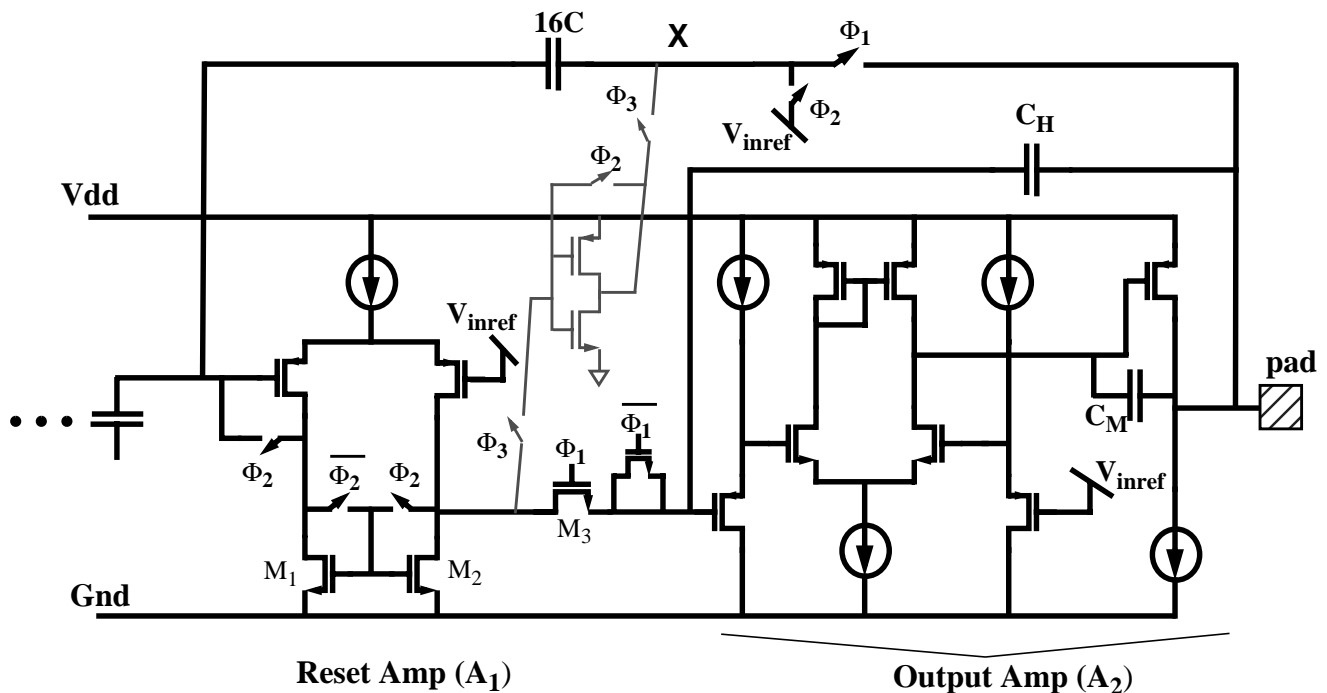 16C
X
Φ1
Φ3
Φ2
Vinref
CH
Φ2
Vdd
Vinref
pad
CM
Φ3
Φ1
Φ1
Vinref
Φ2
Φ2
Φ2
M3
M1
M2
Gnd
Reset Amp (A1)
Output Amp (A2)